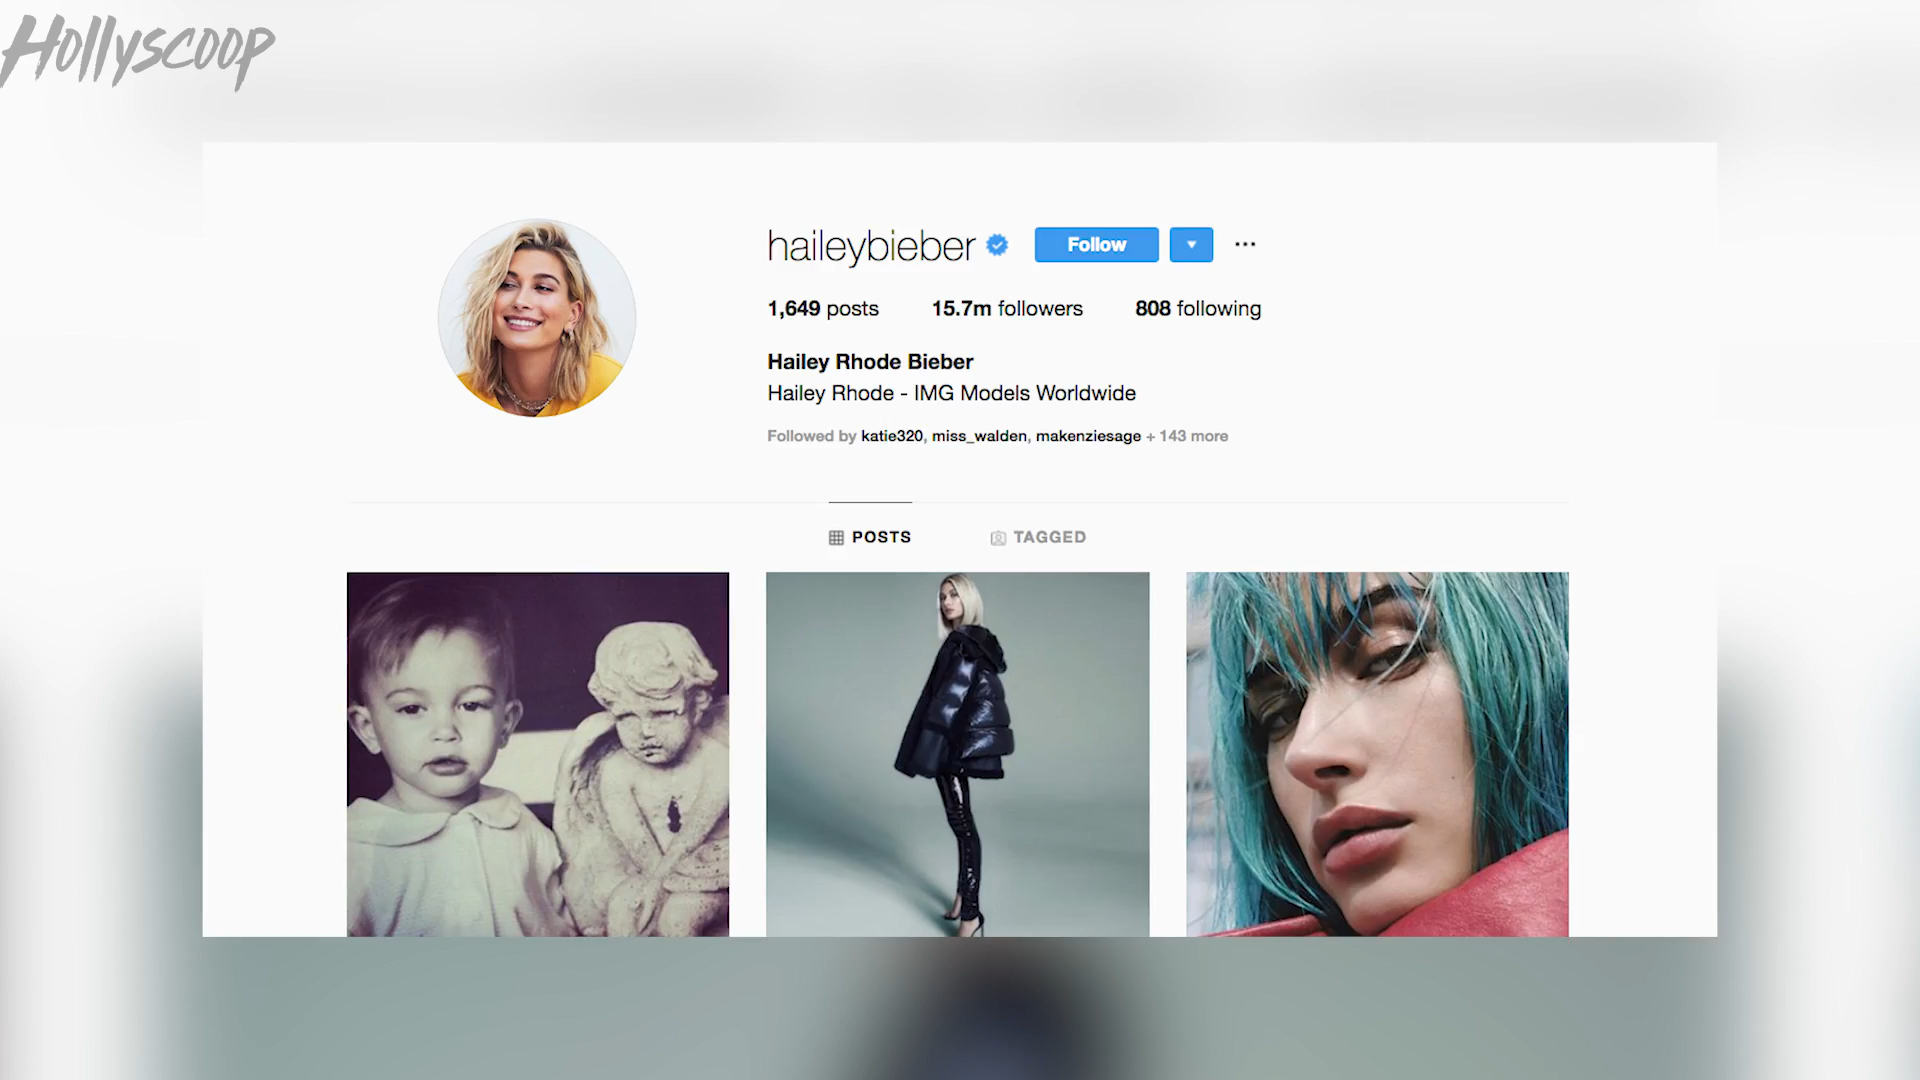 Hollyscoop
haileybieber Follow
1,649 posts 15.7m followers 808 following
Hailey Rhode Bieber
Hailey Rhode - IMG Models Worldwide
Followed by katie320, miss_walden, makenziesage + 143 more
POSTS TAGGED